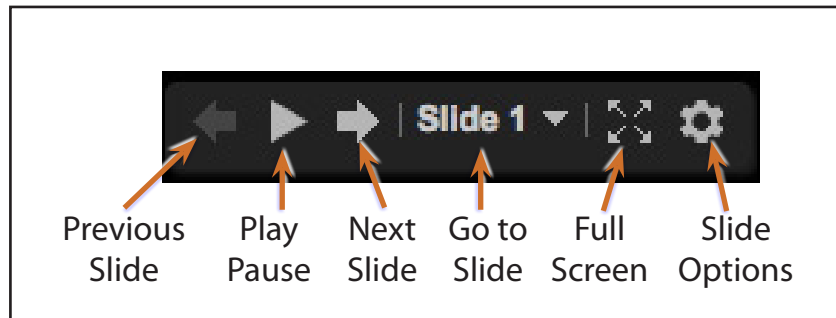 Slide 1
Previous Play Next Go to Full Slide
Slide Pause Slide Slide Screen Options